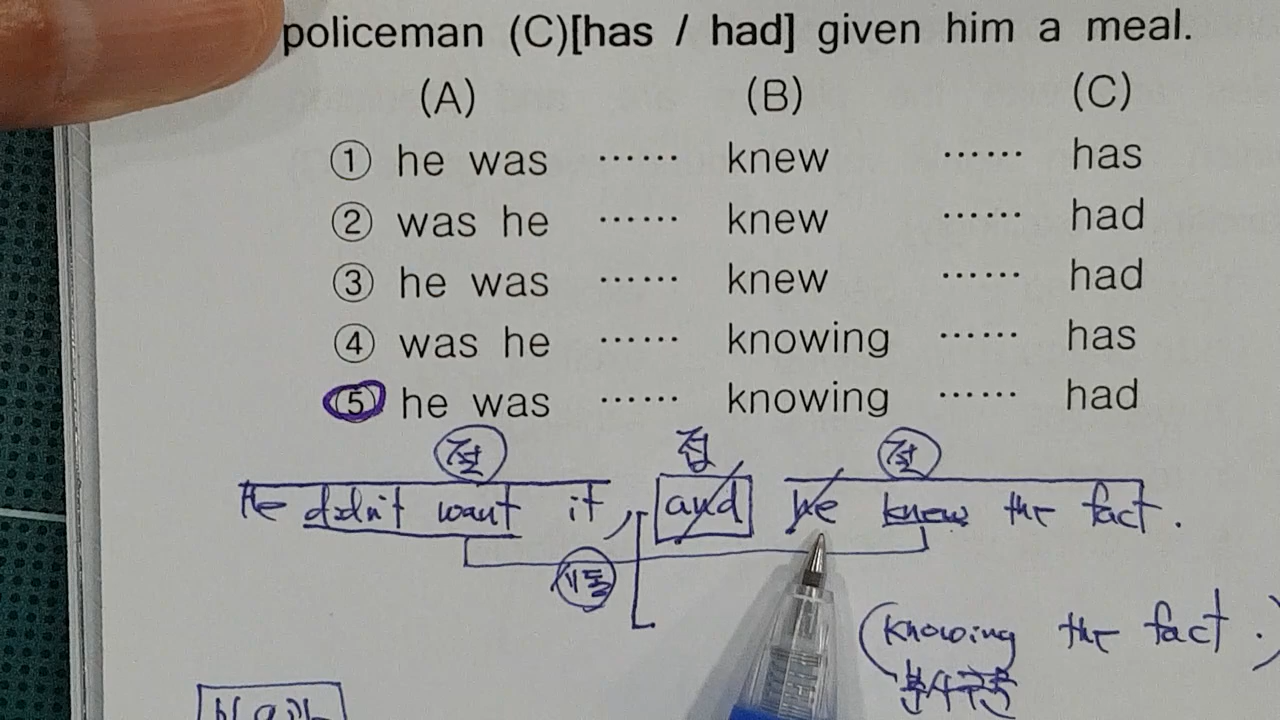 policeman (C)[has / had] given him a meal.
(A) (B) (C)
① he was …… knew …… has
② was he …… knew …… had
③ he was …… knew …… had
④ was he …… knowing …… has
⑤ he was …… knowing …… had
절 접 절
He didn't want it, and he knew the fact.
(knowing the fact.)
분사구문